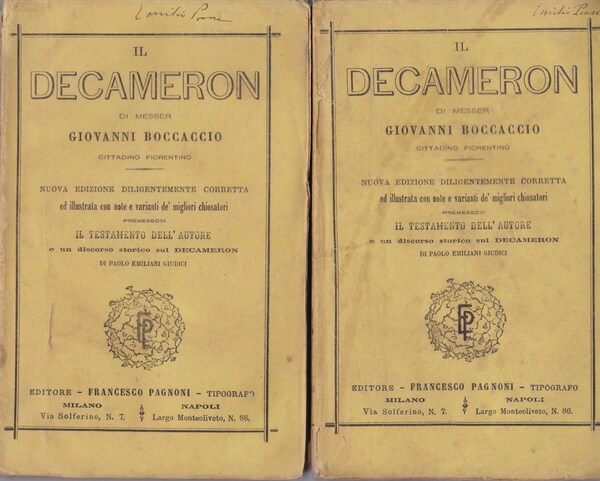 IL
DECAMERON
DI MESSER
GIOVANNI BOCCACCIO
CITTADINO FIORENTINO
NUOVA EDIZIONE DILIGENTEMENTE CORRETTA
ed illustrata con note e varianti de' migliori chiosatori
PREMESSOVI
IL TESTAMENTO DELL'AUTORE
e un discorso storico sul DECAMERON
DI PAOLO EMILIANI GIUDICI
EDITORE - FRANCESCO PAGNONI - TIPOGRAFO
MILANO NAPOLI
Via Solferino, N. 7. Largo Monteoliveto, N. 86.
IL
DECAMERON
DI MESSER
GIOVANNI BOCCACCIO
CITTADINO FIORENTINO
NUOVA EDIZIONE DILIGENTEMENTE CORRETTA
ed illustrata con note e varianti de' migliori chiosatori
PREMESSOVI
IL TESTAMENTO DELL'AUTORE
e un discorso storico sul DECAMERON
DI PAOLO EMILIANI GIUDICI
EDITORE - FRANCESCO PAGNONI - TIPOGRAFO
MILANO NAPOLI
Via Solferino, N. 7. Largo Monteoliveto, N. 86.